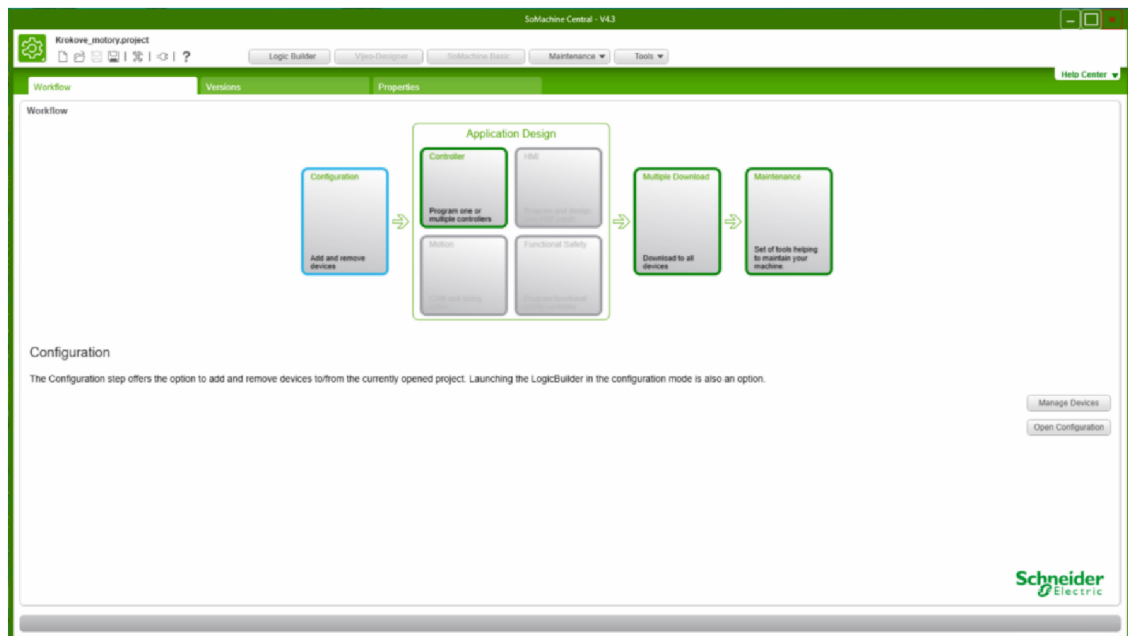 SoMachine Central - V4.3
Krokove_motory.project
?
Logic Builder
Vijeo-Designer
SoMachine Basic
Maintenance
Tools
Help Center
Workflow
Versions
Properties
Workflow
Application Design
Configuration
Add and remove
devices
Controller
Program one or
multiple controllers
HMI
Motion
Functional Safety
Multiple Download
Download to all
devices
Maintenance
Set of tools helping
to maintain your
machine.
Configuration
The Configuration step offers the option to add and remove devices to/from the currently opened project. Launching the LogicBuilder in the configuration mode is also an option.
Manage Devices
Open Configuration
Schneider
Electric